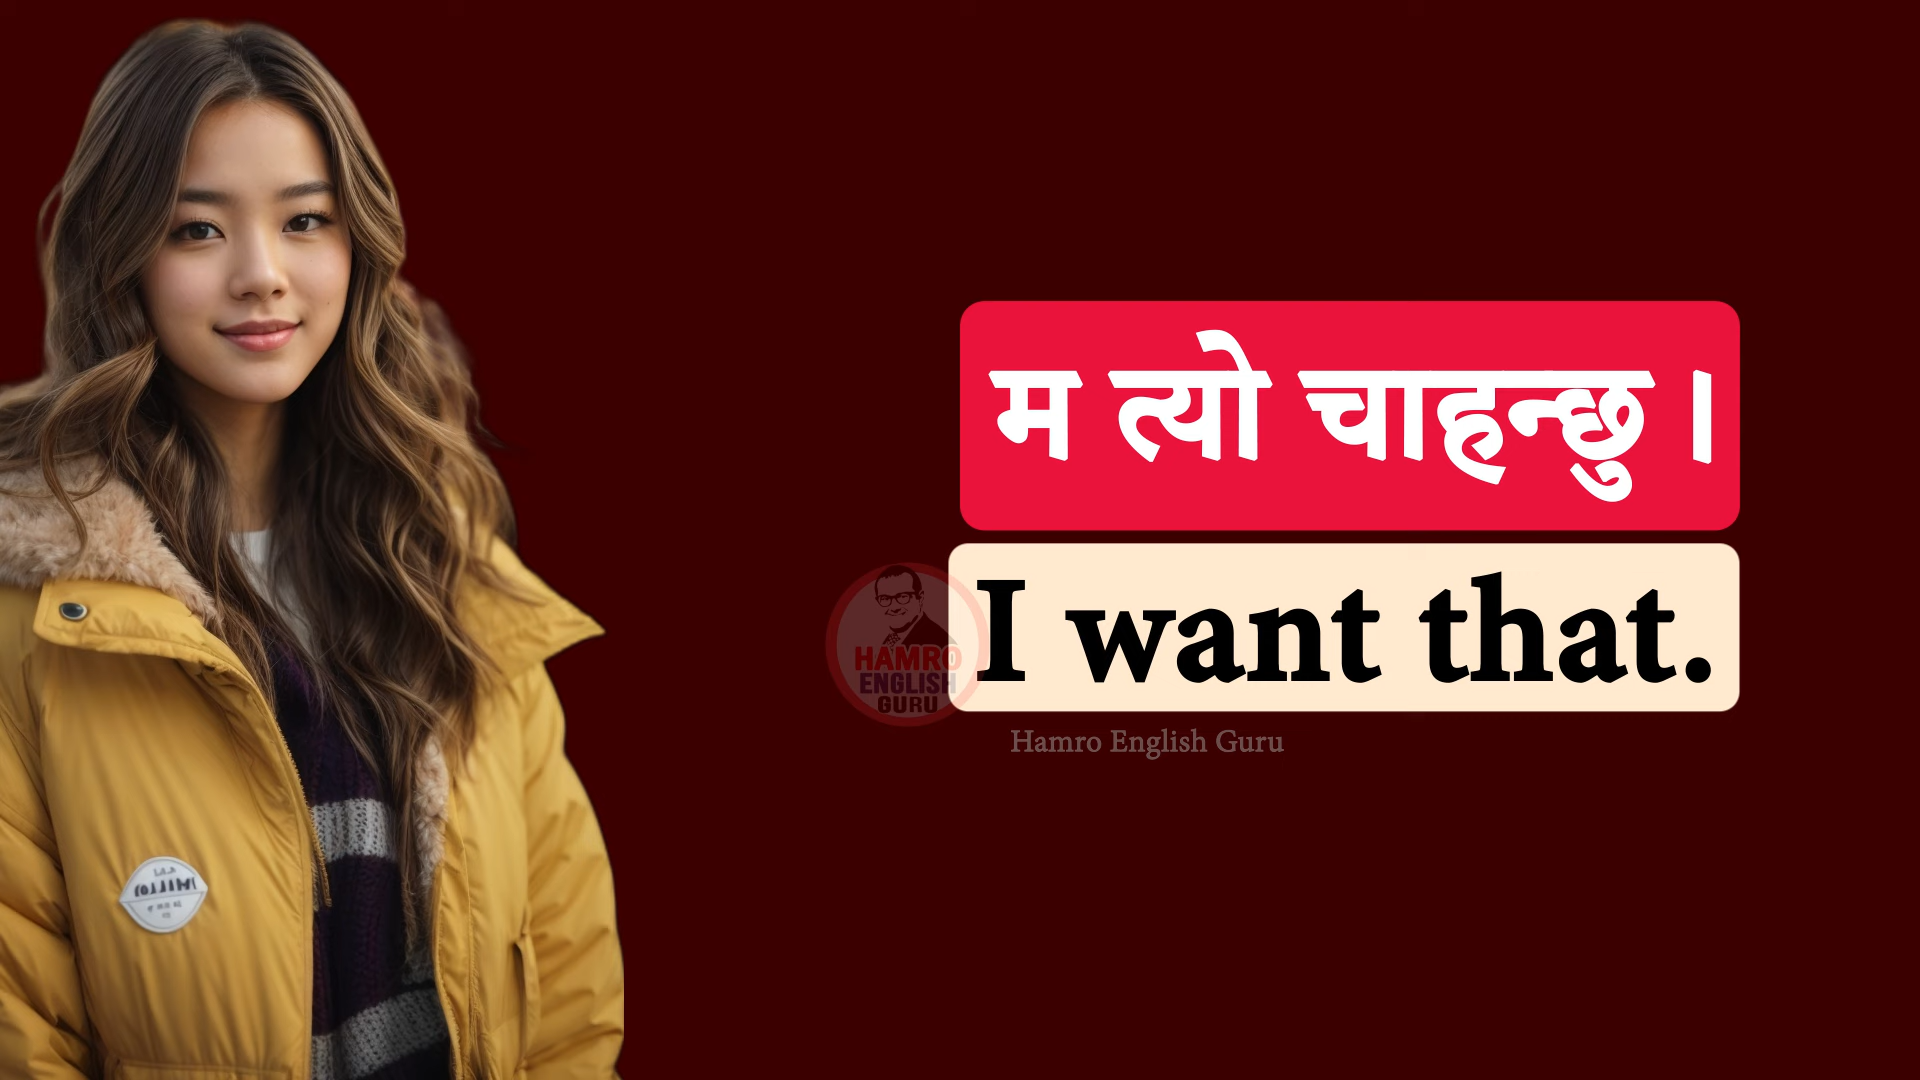 म त्यो चाहन्छु ।
I want that.
HAMRO
ENGLISH
GURU
Hamro English Guru